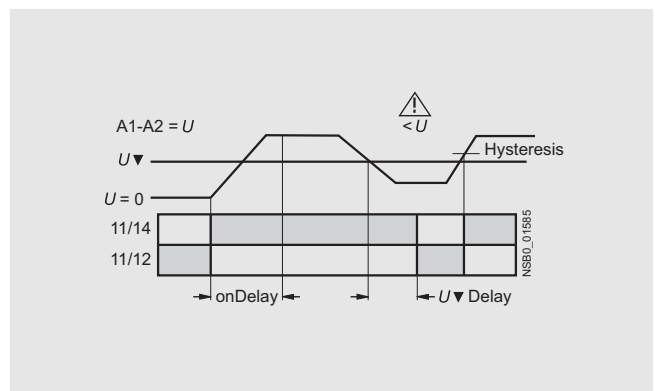 A1-A2 = U
< U
U▼
Hysteresis
U = 0
11/14
11/12
NSB0_01585
onDelay
U▼ Delay